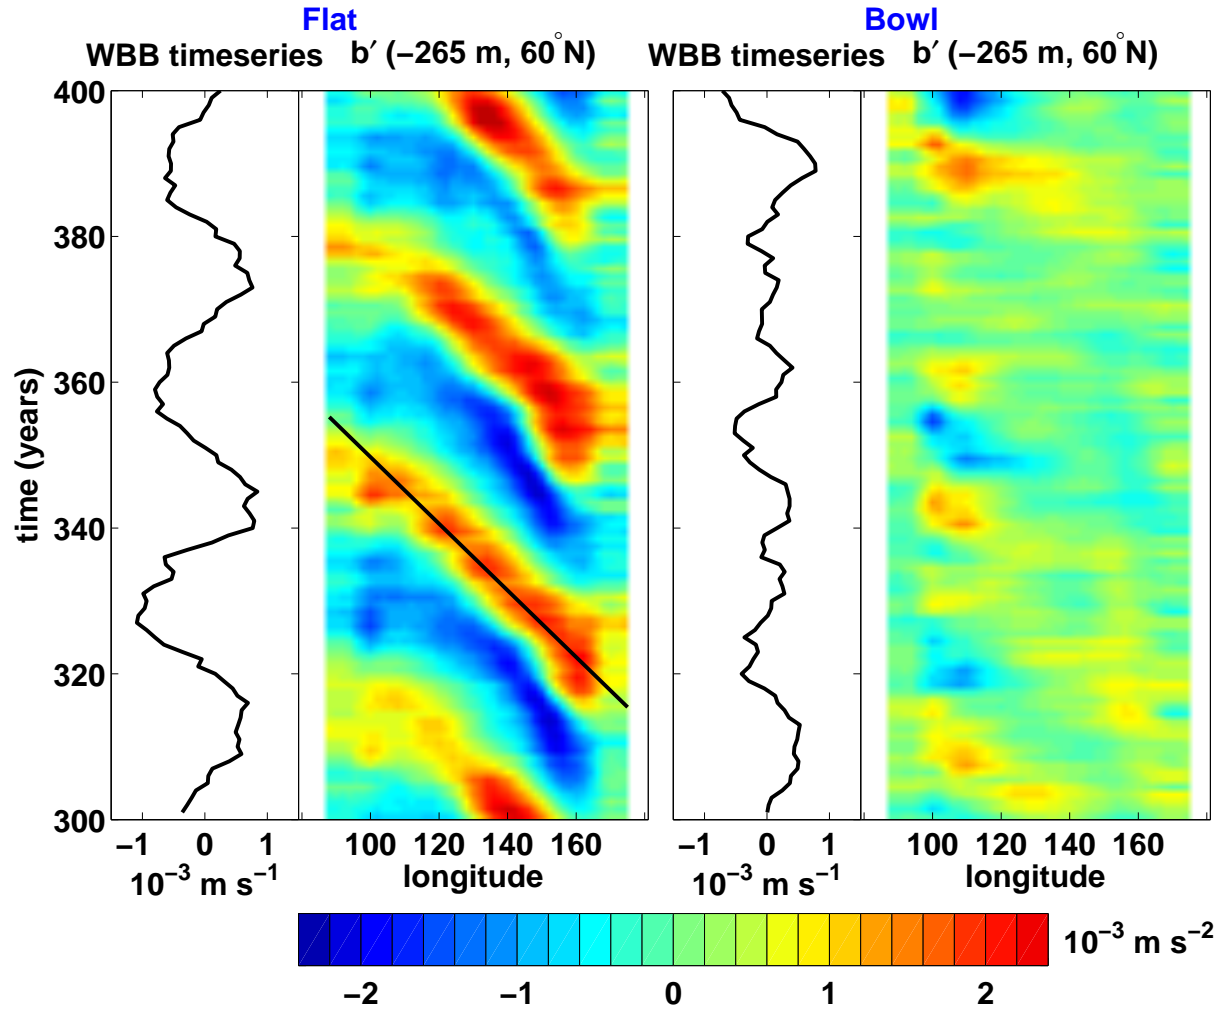 Flat
Bowl
WBB timeseries b′ (−265 m, 60°N)
WBB timeseries b′ (−265 m, 60°N)
time (years)
400
380
360
340
320
300
−1 0 1
100 120 140 160
−1 0 1
100 120 140 160
10⁻³ m s⁻¹
longitude
10⁻³ m s⁻¹
longitude
10⁻³ m s⁻²
−2 −1 0 1 2